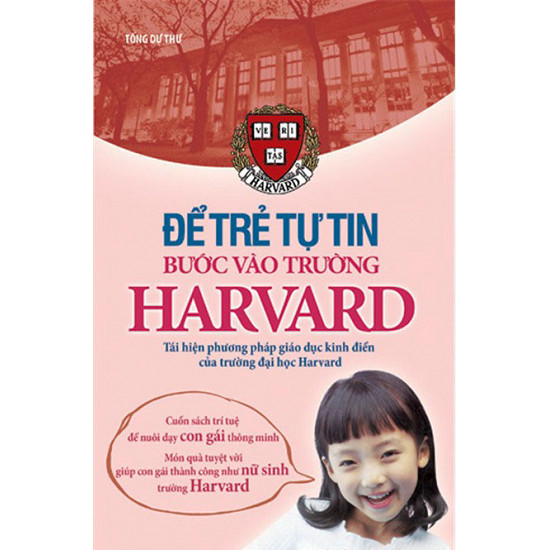 TỐNG DƯ THƯ
VE RI
TAS
HARVARD
ĐỂ TRẺ TỰ TIN
BƯỚC VÀO TRƯỜNG
HARVARD
Tái hiện phương pháp giáo dục kinh điển
của trường đại học Harvard
Cuốn sách trí tuệ
để nuôi dạy con gái thông minh
Món quà tuyệt vời
giúp con gái thành công như nữ sinh
trường Harvard